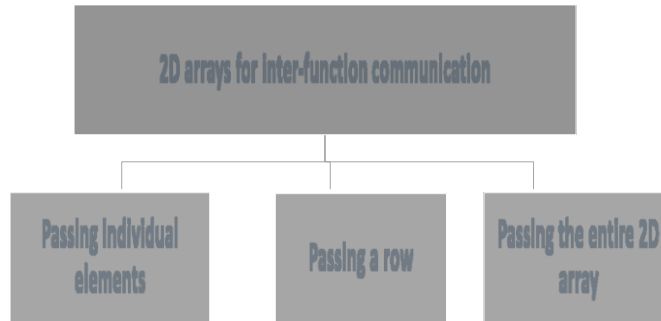 2D arrays for inter-function communication
Passing individual
elements
Passing a row
Passing the entire 2D
array